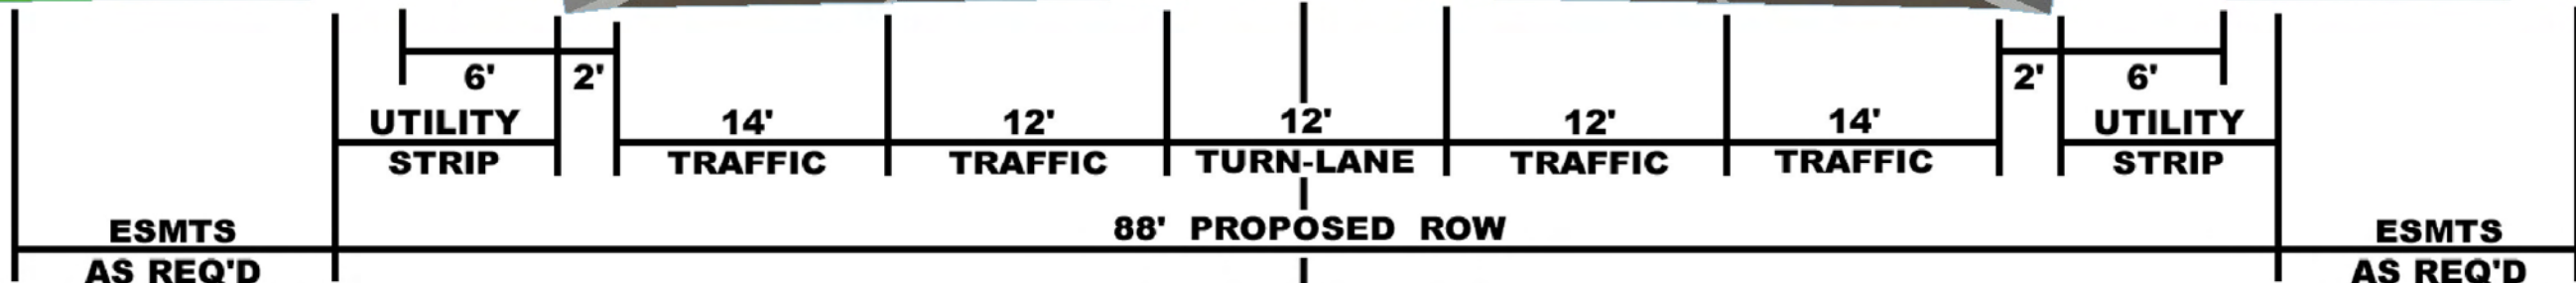 6' 2' 2' 6'
UTILITY 14' 12' 12' 12' 14' UTILITY
STRIP TRAFFIC TRAFFIC TURN-LANE TRAFFIC TRAFFIC STRIP
ESMTS 88' PROPOSED ROW ESMTS
AS REQ'D AS REQ'D